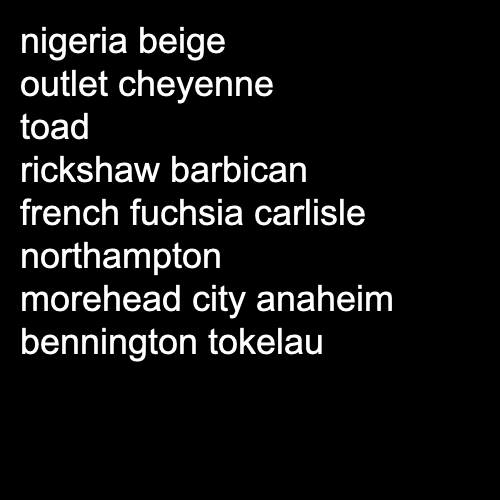 nigeria beige
outlet cheyenne
toad
rickshaw barbican
french fuchsia carlisle
northampton
morehead city anaheim
bennington tokelau